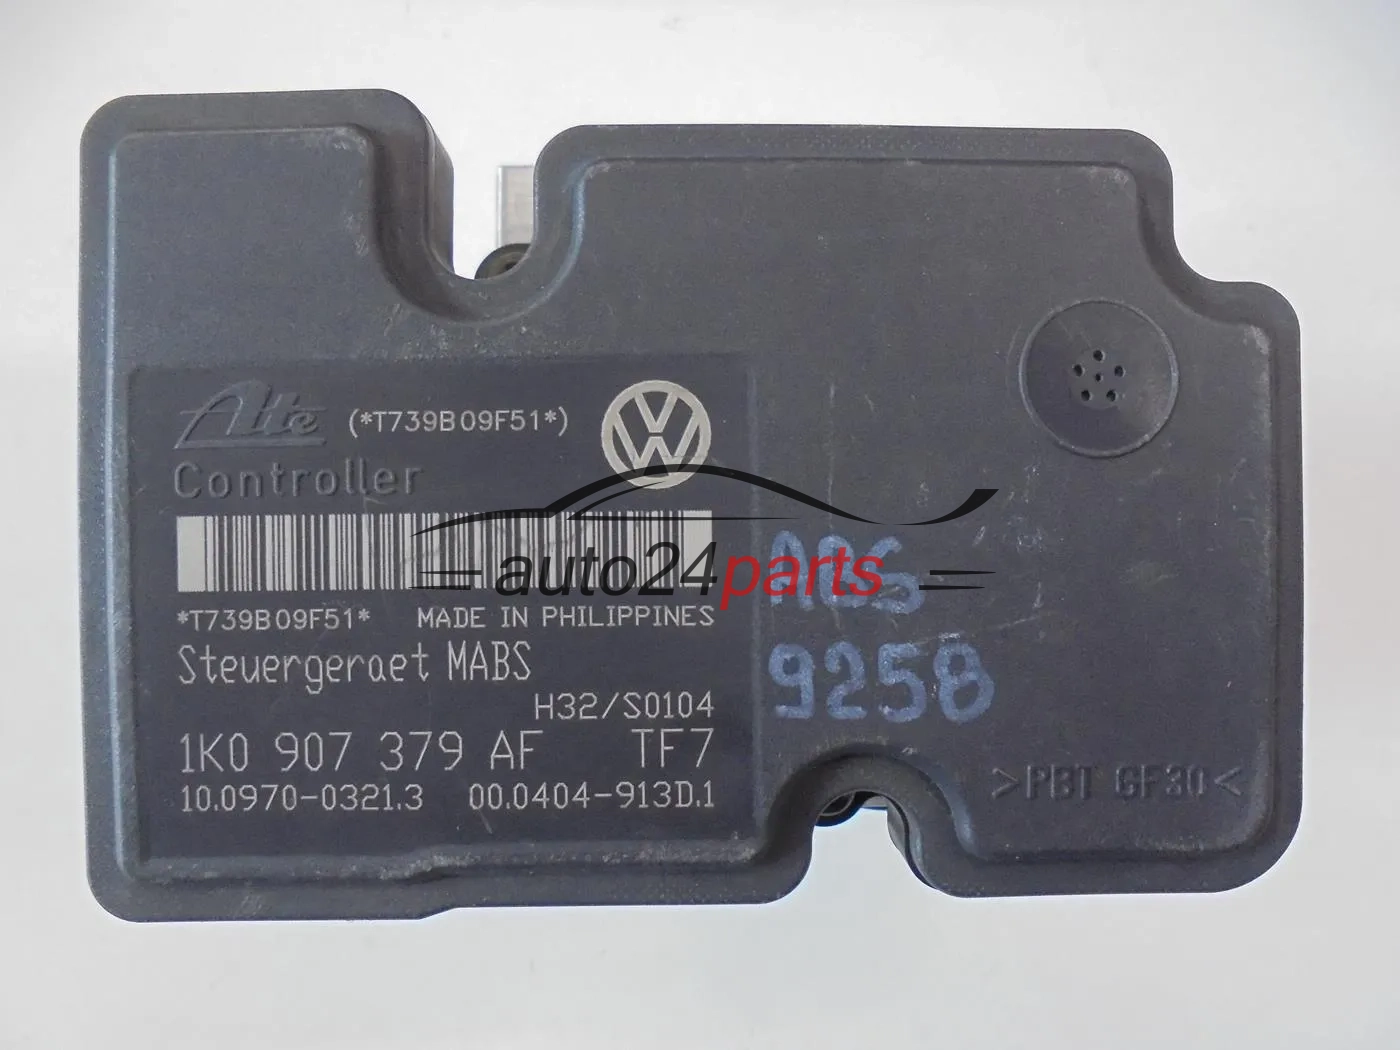 Ate (*T739B09F51*)
Controller
*T739B09F51* MADE IN PHILIPPINES
Steuergeraet MABS
H32/S0104
1K0 907 379 AF TF7
10.0970-0321.3 00.0404-913D.1
ABS
9258
>PBT GF30<
auto24parts